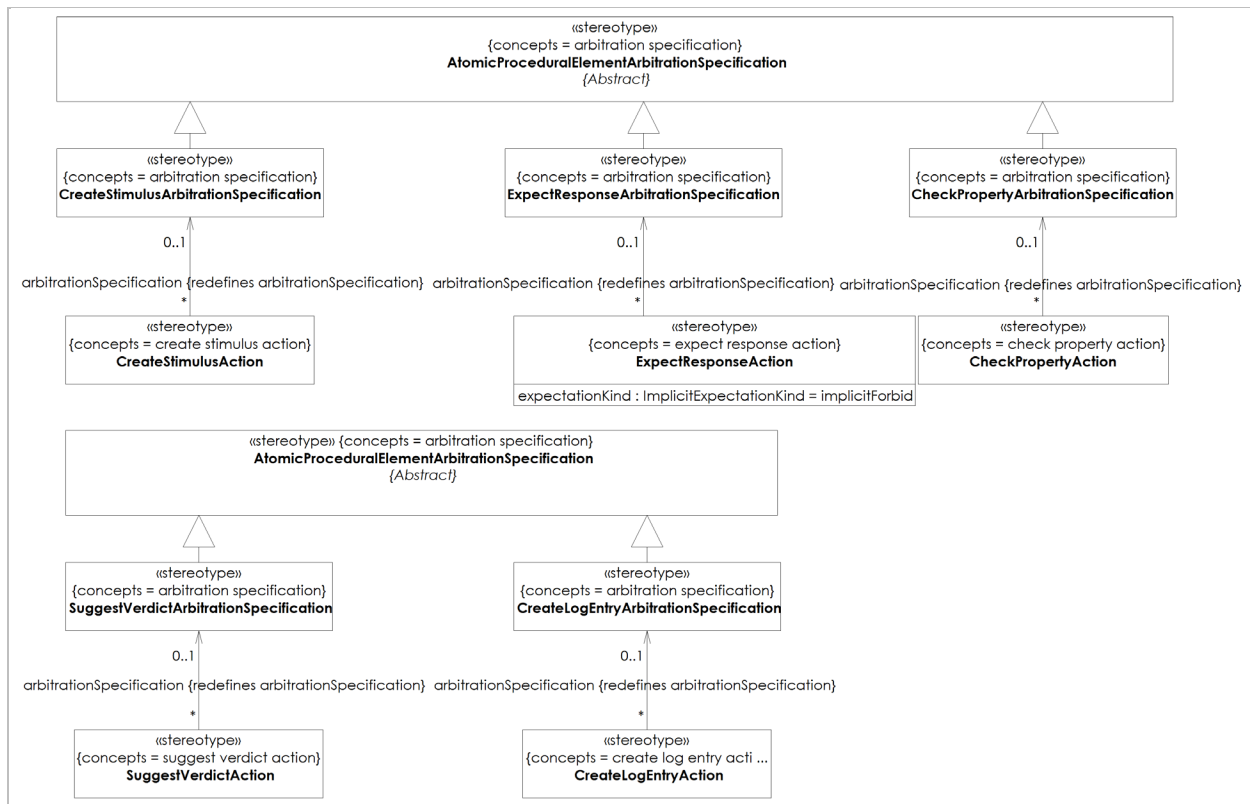 «stereotype»
{concepts = arbitration specification}
AtomicProceduralElementArbitrationSpecification
{Abstract}
«stereotype»
{concepts = arbitration specification}
CreateStimulusArbitrationSpecification
«stereotype»
{concepts = arbitration specification}
ExpectResponseArbitrationSpecification
«stereotype»
{concepts = arbitration specification}
CheckPropertyArbitrationSpecification
0..1
0..1
0..1
arbitrationSpecification {redefines arbitrationSpecification}
arbitrationSpecification {redefines arbitrationSpecification}
arbitrationSpecification {redefines arbitrationSpecification}
*
*
*
«stereotype»
{concepts = create stimulus action}
CreateStimulusAction
«stereotype»
{concepts = expect response action}
ExpectResponseAction
expectationKind : ImplicitExpectationKind = implicitForbid
«stereotype»
{concepts = check property action}
CheckPropertyAction
«stereotype» {concepts = arbitration specification}
AtomicProceduralElementArbitrationSpecification
{Abstract}
«stereotype»
{concepts = arbitration specification}
SuggestVerdictArbitrationSpecification
«stereotype»
{concepts = arbitration specification}
CreateLogEntryArbitrationSpecification
0..1
0..1
arbitrationSpecification {redefines arbitrationSpecification}
arbitrationSpecification {redefines arbitrationSpecification}
*
*
«stereotype»
{concepts = suggest verdict action}
SuggestVerdictAction
«stereotype»
{concepts = create log entry acti ...
CreateLogEntryAction